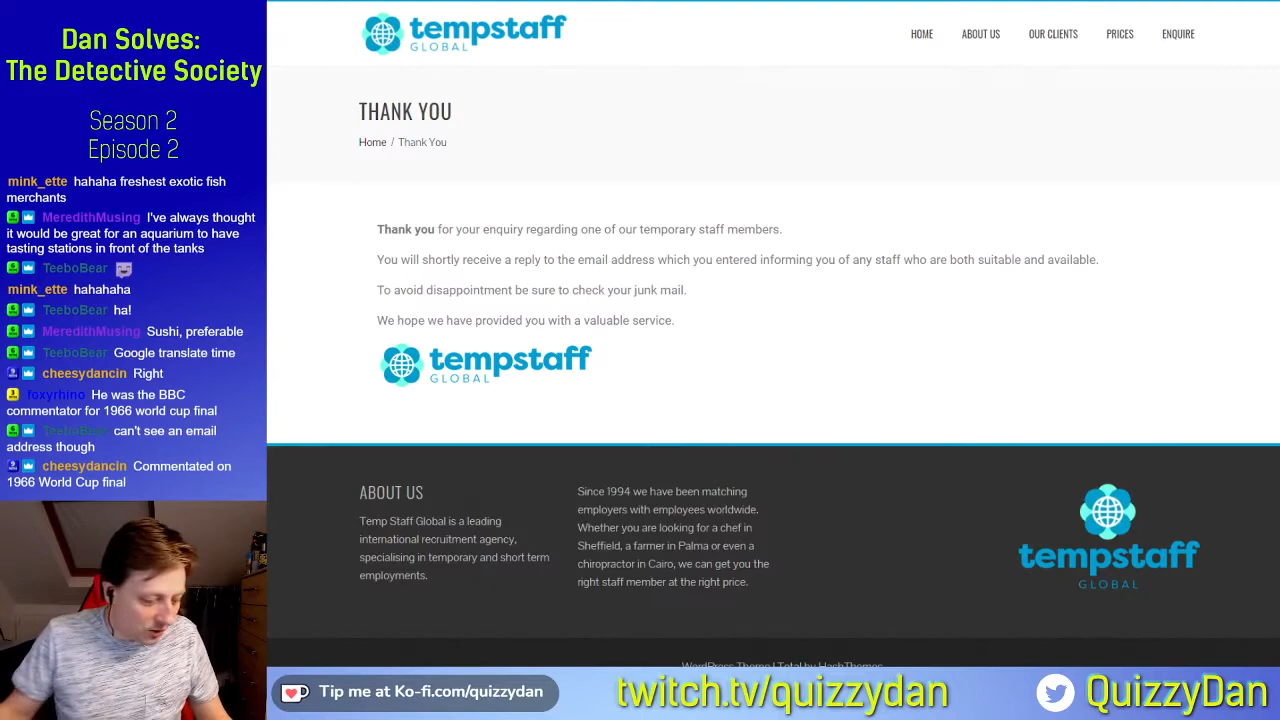 Dan Solves:
The Detective Society
Season 2
Episode 2
mink_ette hahaha freshest exotic fish
merchants
MeredithMusing I've always thought
it would be great for an aquarium to have
tasting stations in front of the tanks
TeeboBear
mink_ette hahahaha
TeeboBear ha!
MeredithMusing Sushi, preferable
TeeboBear Google translate time
cheesydancin Right
foxyrhino He was the BBC
commentator for 1966 world cup final
TeeboBear can't see an email
address though
cheesydancin Commentated on
1966 World Cup final
tempstaff
GLOBAL
HOME ABOUT US OUR CLIENTS PRICES ENQUIRE
THANK YOU
Home / Thank You
Thank you for your enquiry regarding one of our temporary staff members.
You will shortly receive a reply to the email address which you entered informing you of any staff who are both suitable and available.
To avoid disappointment be sure to check your junk mail.
We hope we have provided you with a valuable service.
tempstaff
GLOBAL
ABOUT US
Temp Staff Global is a leading
international recruitment agency,
specialising in temporary and short term
employments.
Since 1994 we have been matching
employers with employees worldwide.
Whether you are looking for a chef in
Sheffield, a farmer in Palma or even a
chiropractor in Cairo, we can get you the
right staff member at the right price.
tempstaff
GLOBAL
WordPress Theme | Total by HashThemes
Tip me at Ko-fi.com/quizzydan
twitch.tv/quizzydan
QuizzyDan